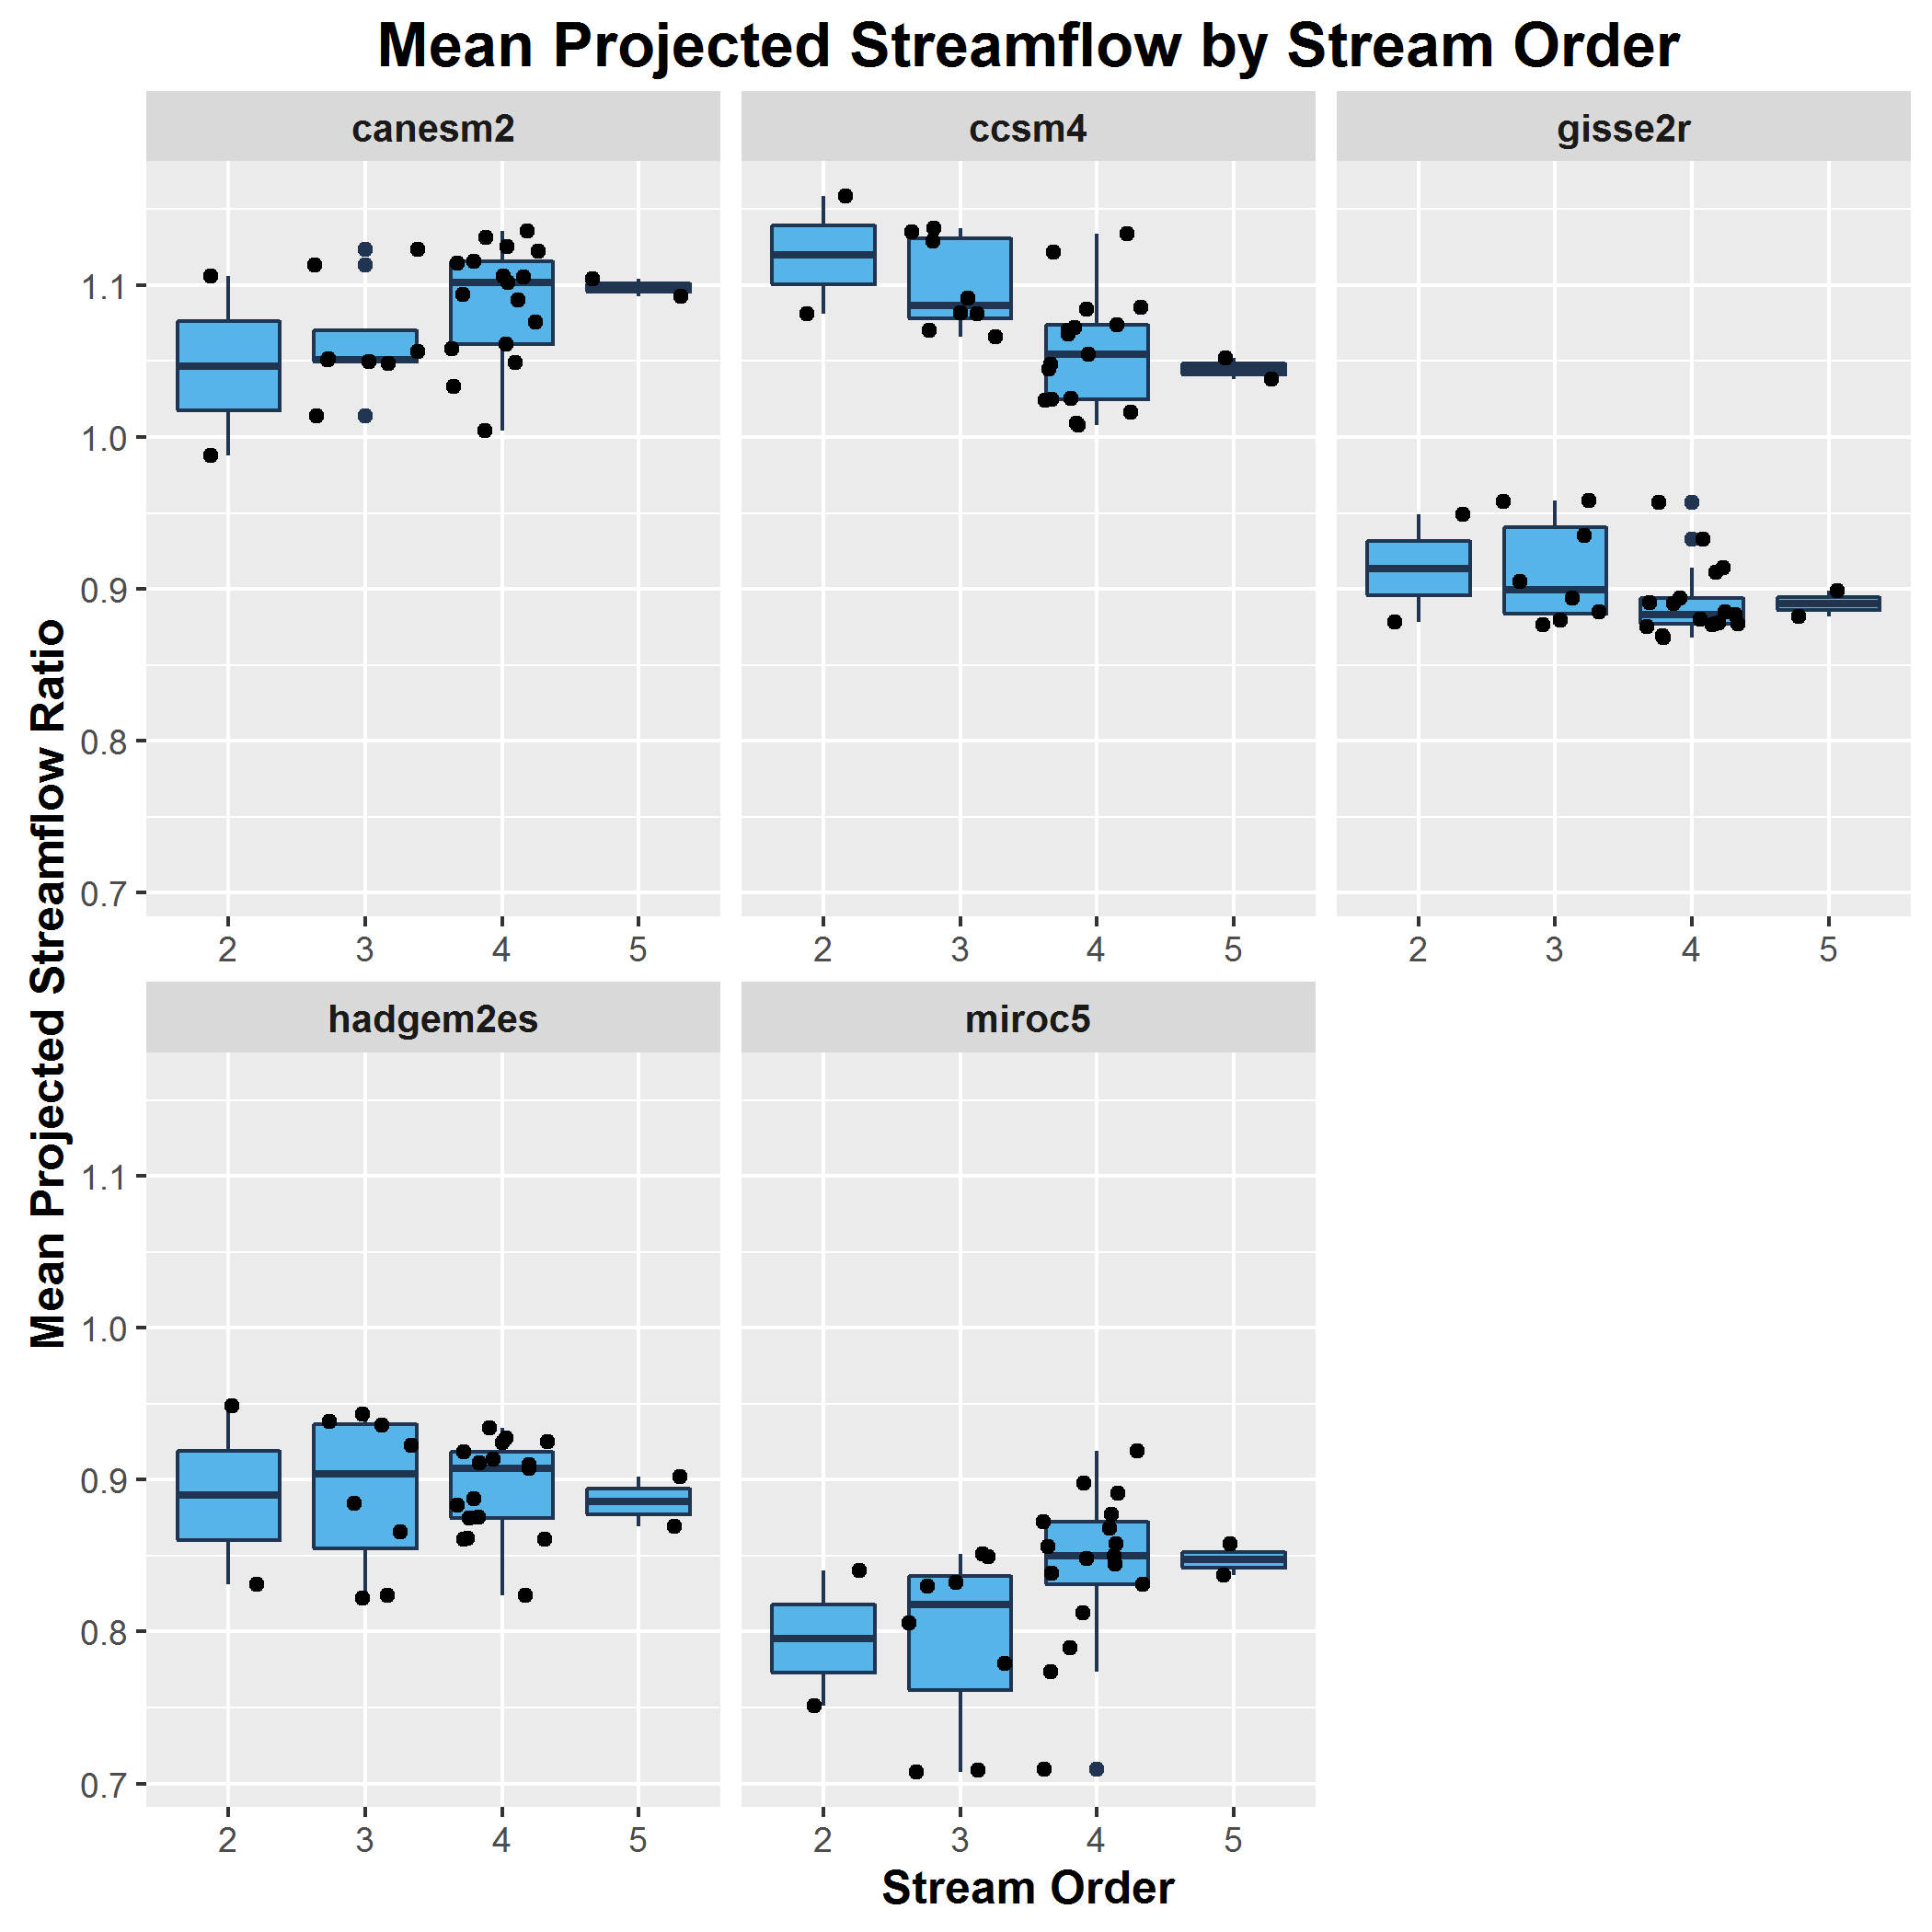 Mean Projected Streamflow by Stream Order
canesm2 ccsm4 gisse2r
1.1
1.0
0.9
0.8
0.7
2 3 4 5 2 3 4 5 2 3 4 5
Mean Projected Streamflow Ratio
hadgem2es miroc5
1.1
1.0
0.9
0.8
0.7
2 3 4 5 2 3 4 5
Stream Order